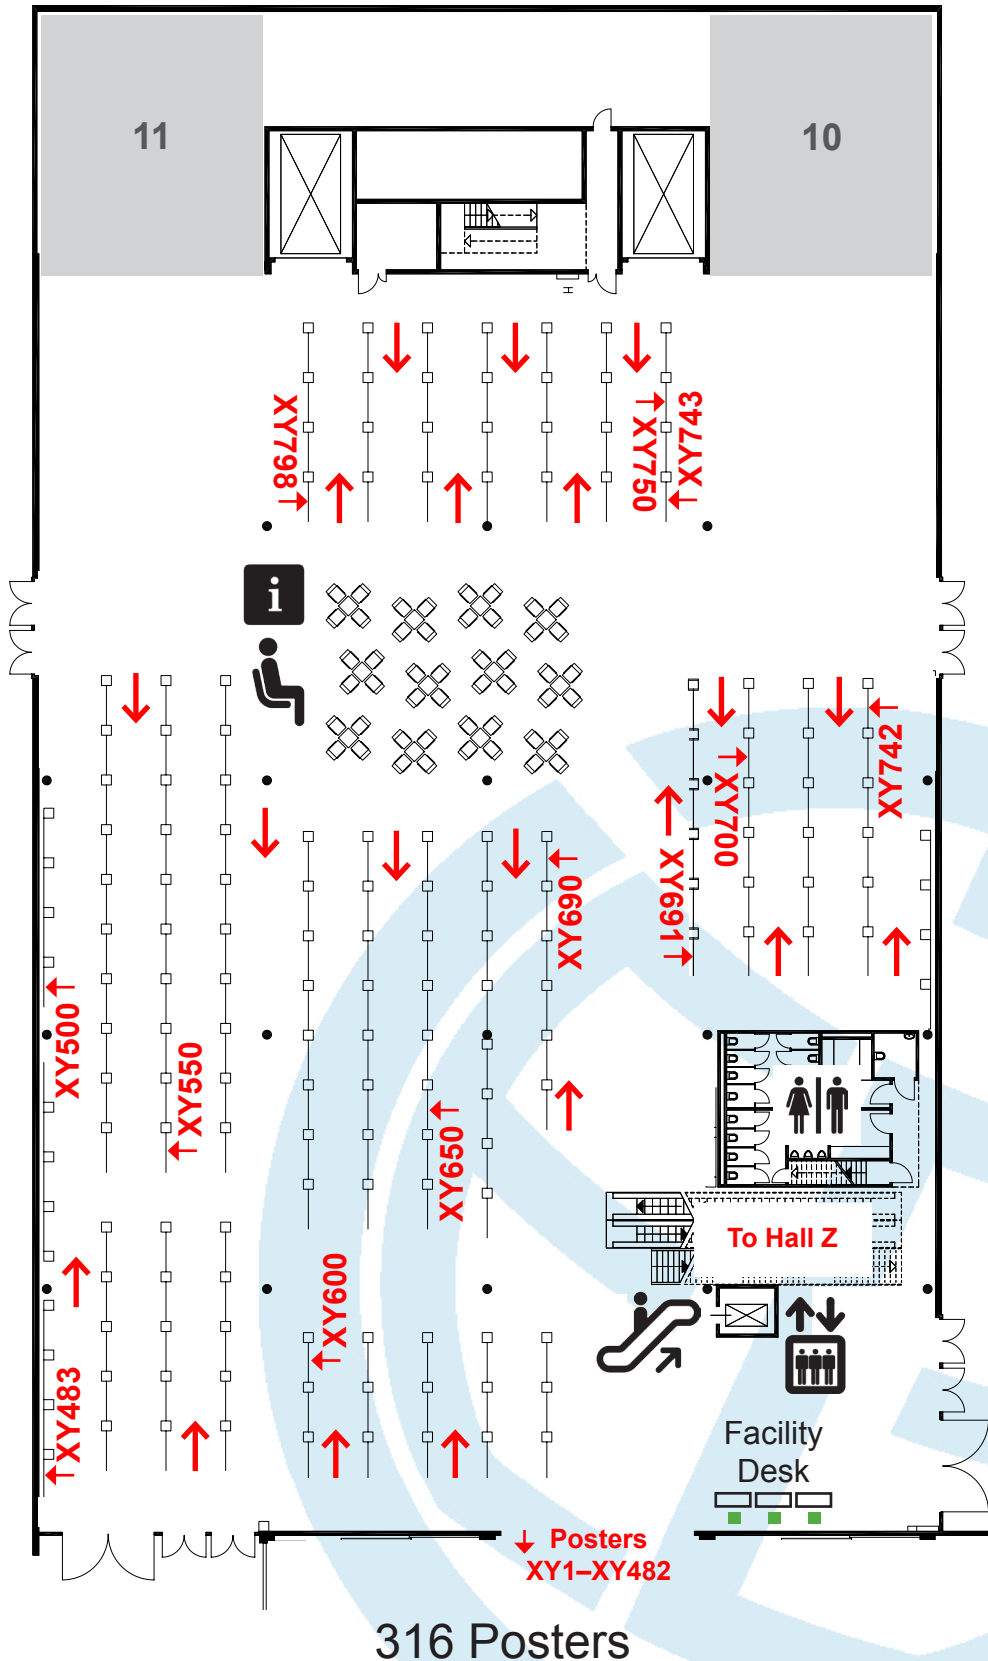 11
10
XY798
XY750
XY743
i
XY742
XY700
XY691
XY690
XY500
XY550
XY650
To Hall Z
XY600
XY483
Facility
Desk
Posters
XY1–XY482
316 Posters